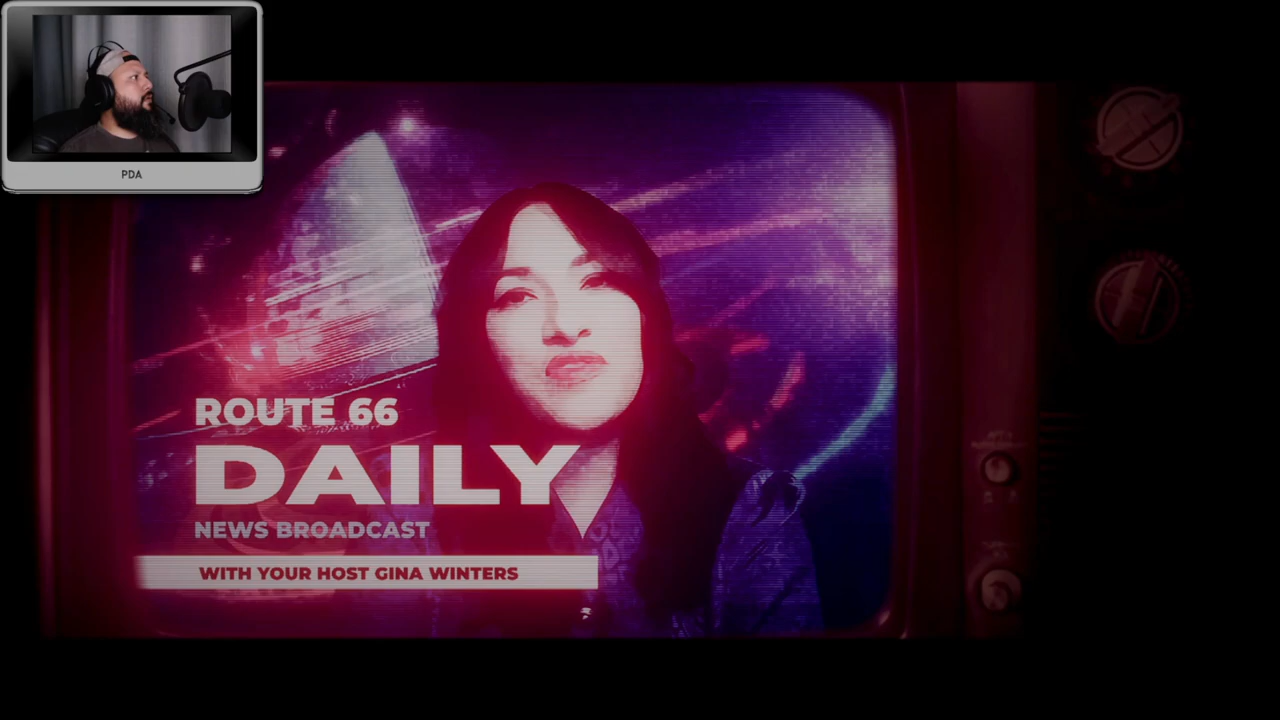 PDA
ROUTE 66
DAILY
NEWS BROADCAST
WITH YOUR HOST GINA WINTERS